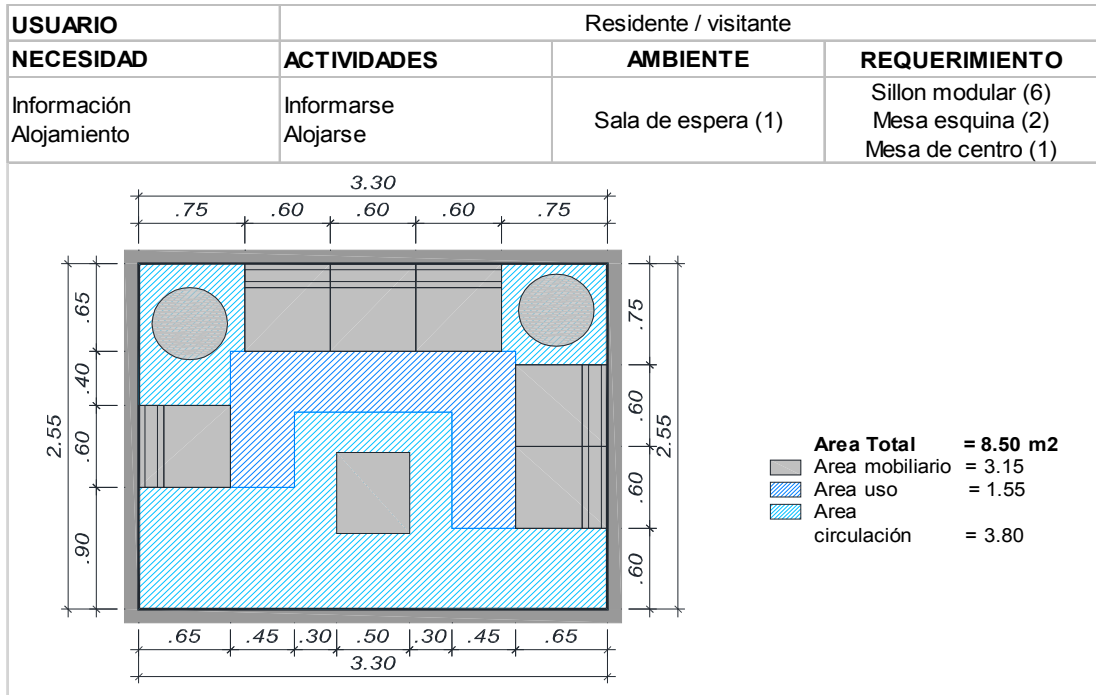 USUARIO Residente / visitante
NECESIDAD ACTIVIDADES AMBIENTE REQUERIMIENTO
Información
Alojamiento
Informarse
Alojarse
Sala de espera (1)
Sillon modular (6)
Mesa esquina (2)
Mesa de centro (1)
3.30
.75 .60 .60 .60 .75
2.55
.65
.40
.60
.90
.75
.60
.60
.60
2.55
Area Total = 8.50 m2
Area mobiliario = 3.15
Area uso = 1.55
Area
circulación = 3.80
.65 .45 .30 .50 .30 .45 .65
3.30